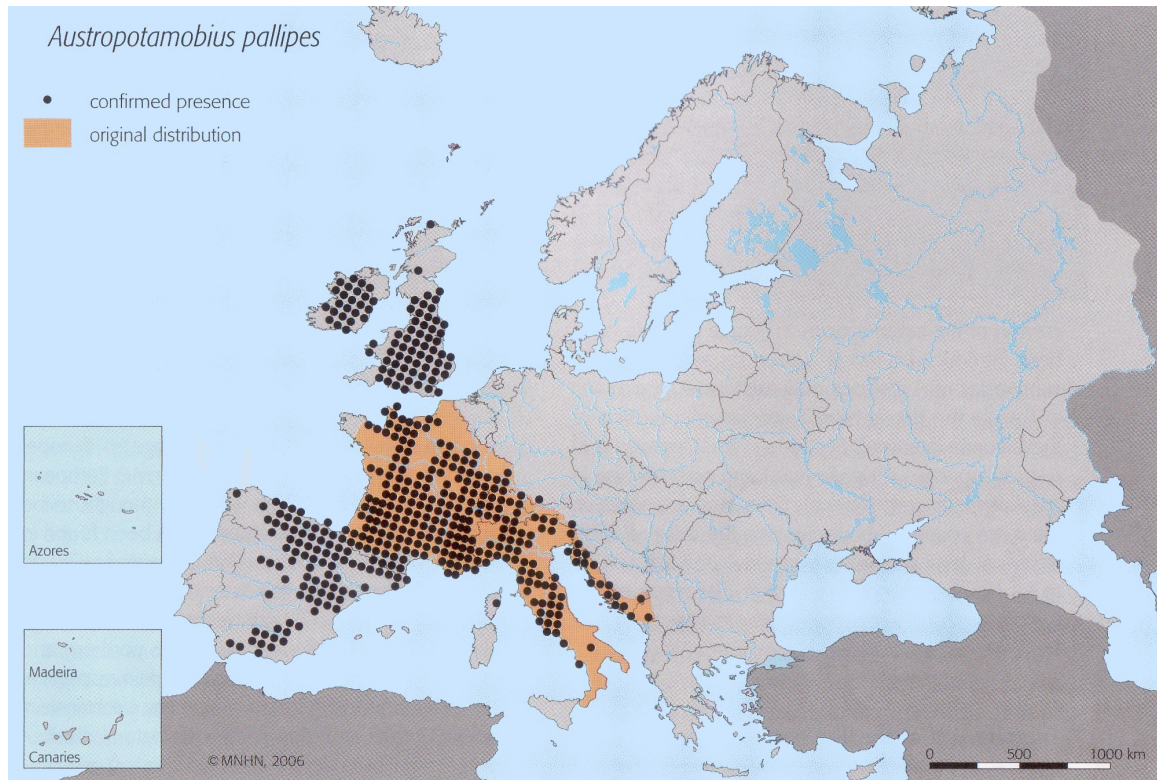 Austropotamobius pallipes
confirmed presence
original distribution
Azores
Madeira
Canaries
© MNHN, 2006
0 500 1000 km